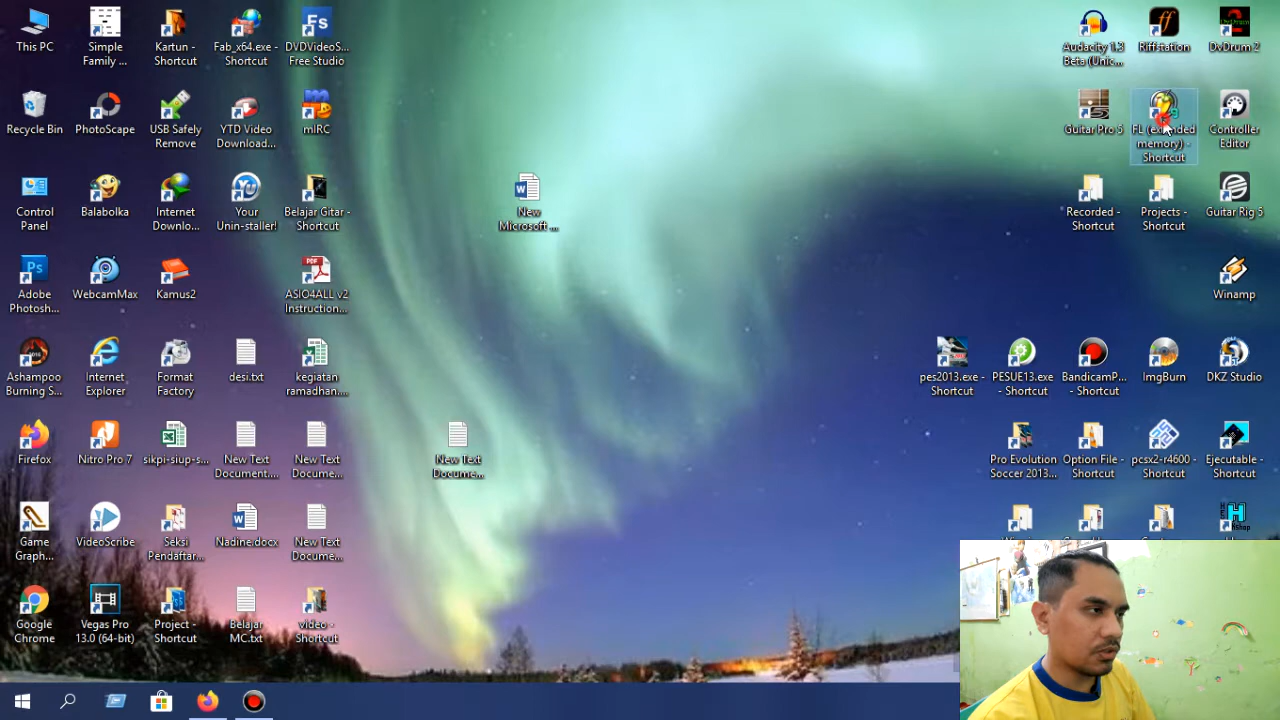 This PC
Simple
Family ...
Kartun -
Shortcut
Fab_x64.exe -
Shortcut
Fs
DVDVideoS...
Free Studio
Audacity 1.3
Beta (Unic...
Riffstation
DvDrum 2
Recycle Bin
PhotoScape
USB Safely
Remove
YTD Video
Download...
mIRC
Guitar Pro 5
FL (extended
memory) -
Shortcut
Controller
Editor
Control
Panel
Balabolka
Internet
Downlo...
Your
Unin-staller!
Belajar Gitar -
Shortcut
New
Microsoft ...
Recorded -
Shortcut
Projects -
Shortcut
Guitar Rig 5
Adobe
Photosh...
WebcamMax
Kamus2
ASIO4ALL v2
Instruction...
Winamp
Ashampoo
Burning S...
Internet
Explorer
Format
Factory
desi.txt
kegiatan
ramadhan....
pes2013.exe -
Shortcut
PESUE13.exe
- Shortcut
BandicamP...
- Shortcut
ImgBurn
DKZ Studio
Firefox
Nitro Pro 7
sikpi-siup-s...
New Text
Document....
New Text
Docume...
New Text
Docume...
Pro Evolution
Soccer 2013...
Option File -
Shortcut
pcsx2-r4600 -
Shortcut
Ejecutable -
Shortcut
Game
Graph...
VideoScribe
Seksi
Pendaftar...
Nadine.docx
New Text
Docume...
Google
Chrome
Vegas Pro
13.0 (64-bit)
Project -
Shortcut
Belajar
MC.txt
video -
Shortcut